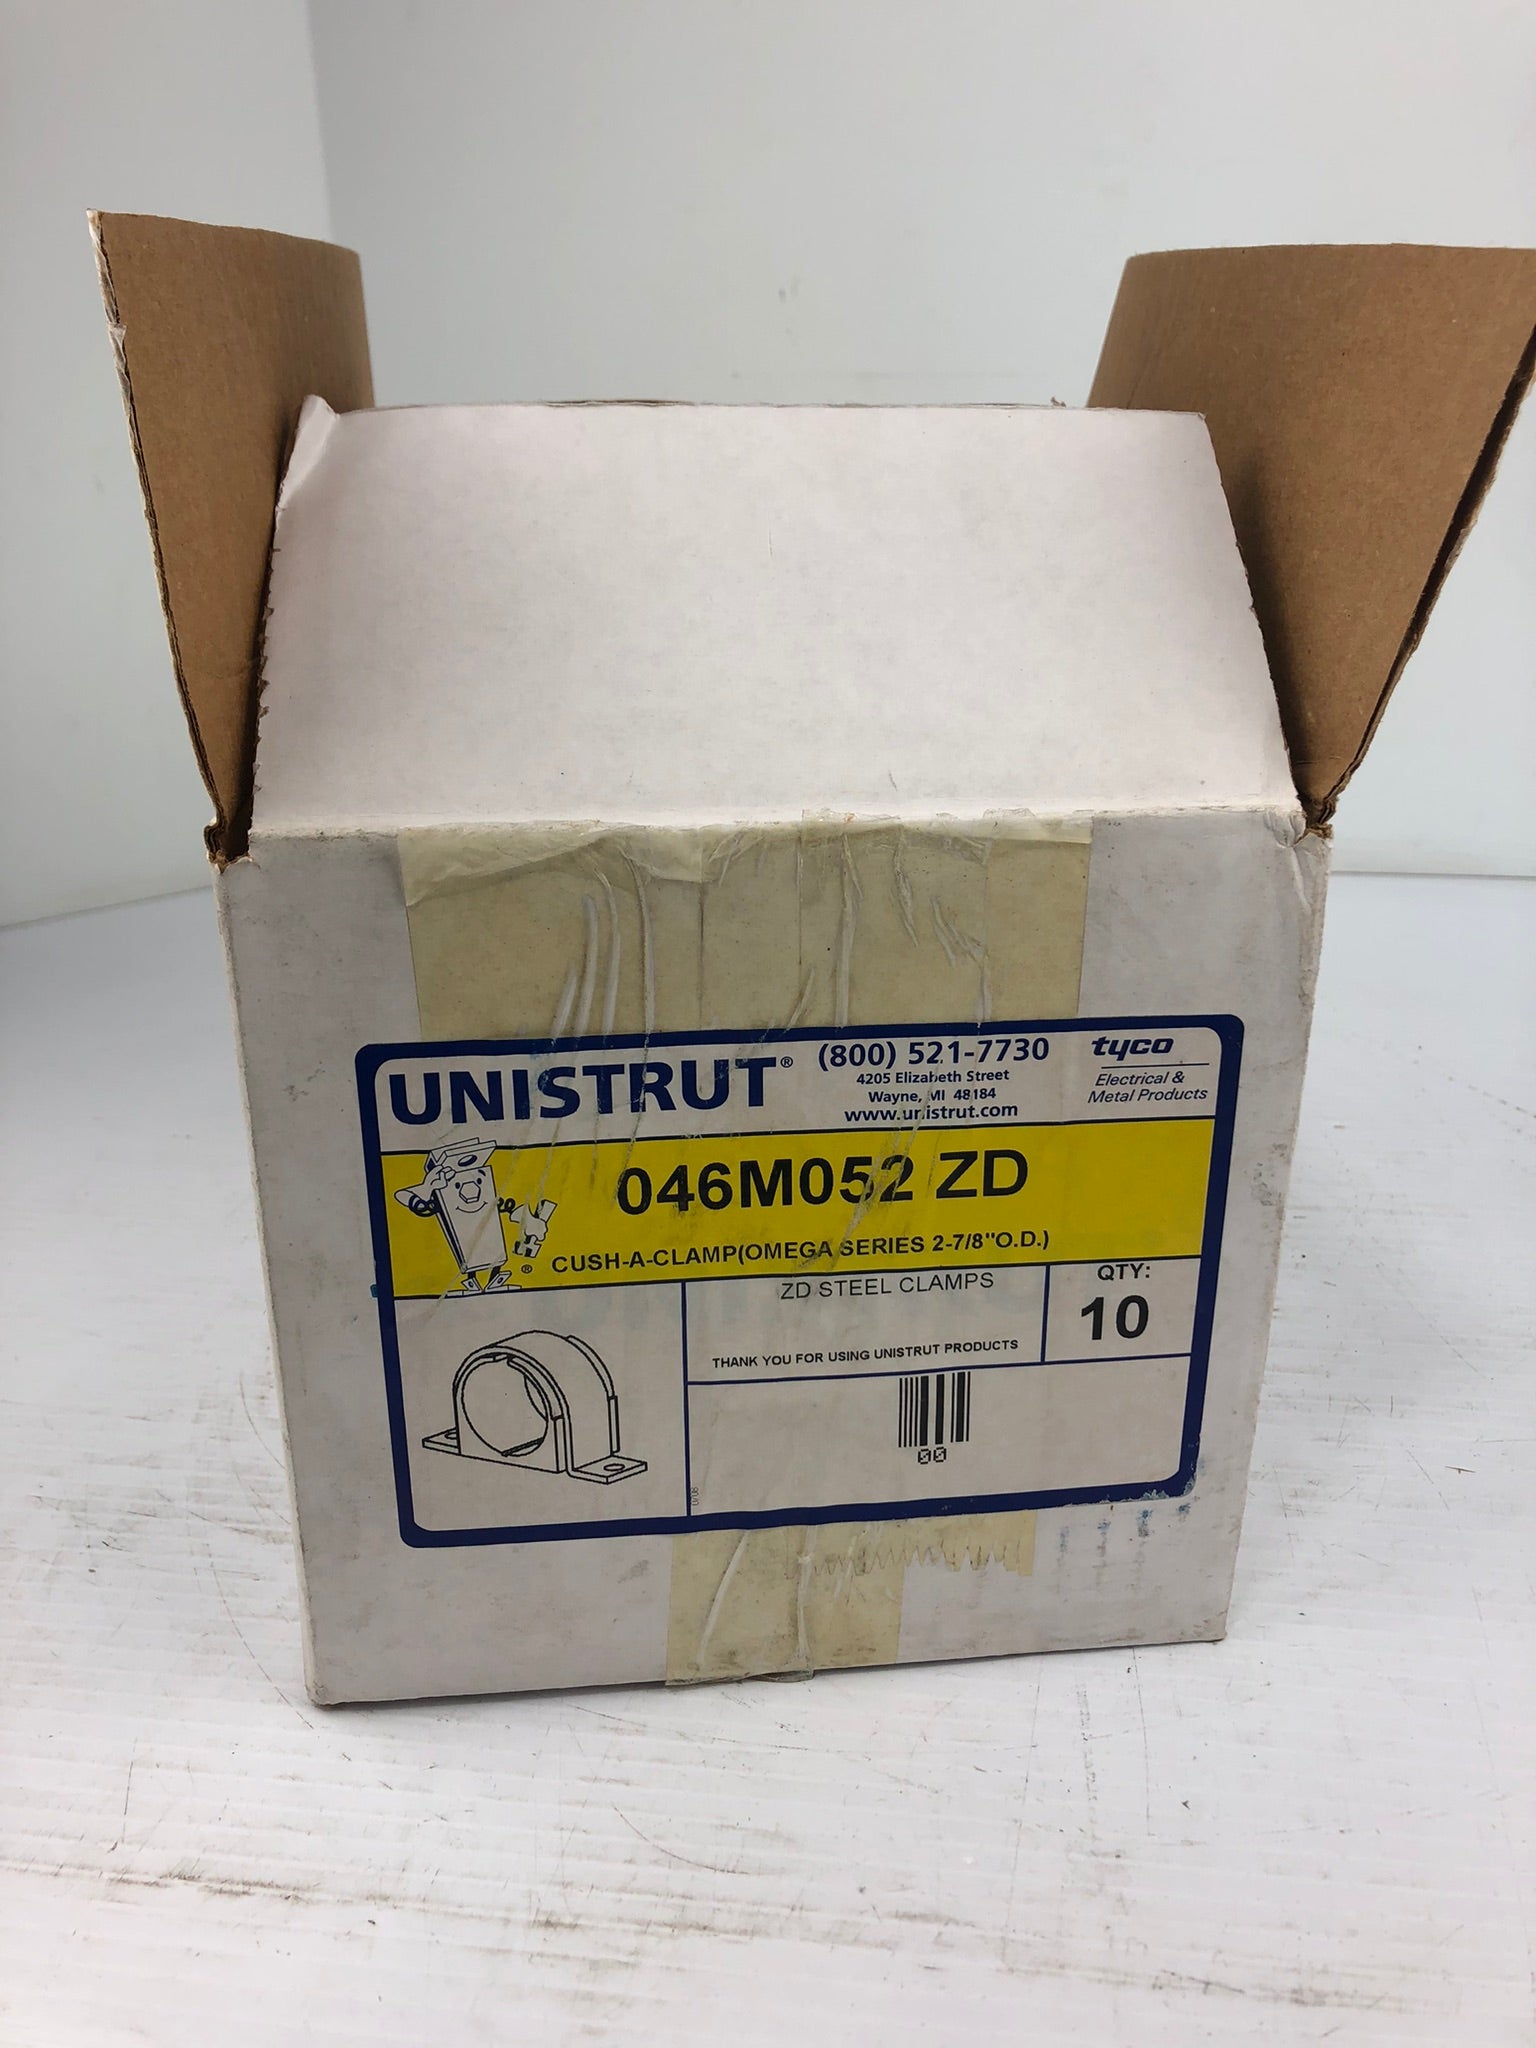 UNISTRUT®
(800) 521-7730
4205 Elizabeth Street
Wayne, MI 48184
www.unistrut.com
tyco
Electrical &
Metal Products
046M052 ZD
CUSH-A-CLAMP(OMEGA SERIES 2-7/8"O.D.)
®
ZD STEEL CLAMPS
THANK YOU FOR USING UNISTRUT PRODUCTS
QTY:
10
00